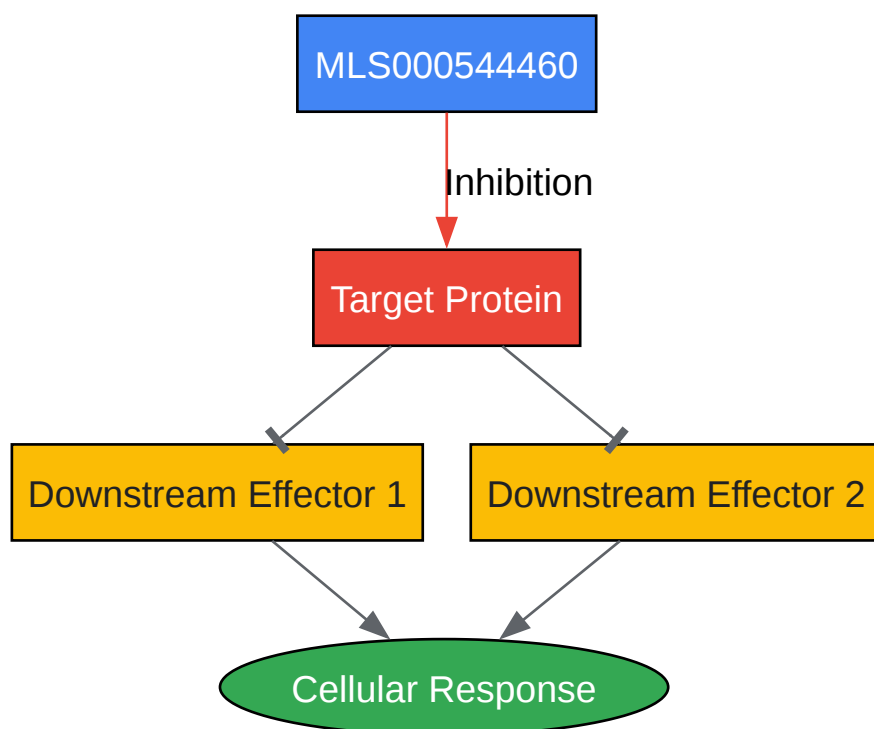 MLS000544460
Inhibition
Target Protein
Downstream Effector 1
Downstream Effector 2
Cellular Response